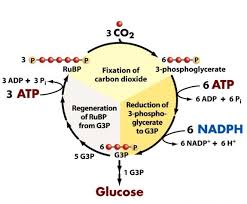 3 CO2
3 P P
RuBP
6 P
3-phosphoglycerate
Fixation of
carbon dioxide
3 ADP + 3 Pi
3 ATP
6 ATP
6 ADP + 6 Pi
Regeneration
of RuBP
from G3P
Reduction of
3-phospho-
glycerate
to G3P
6 NADPH
6 NADP+ + 6 H+
6 P
G3P
5 G3P
1 G3P
Glucose